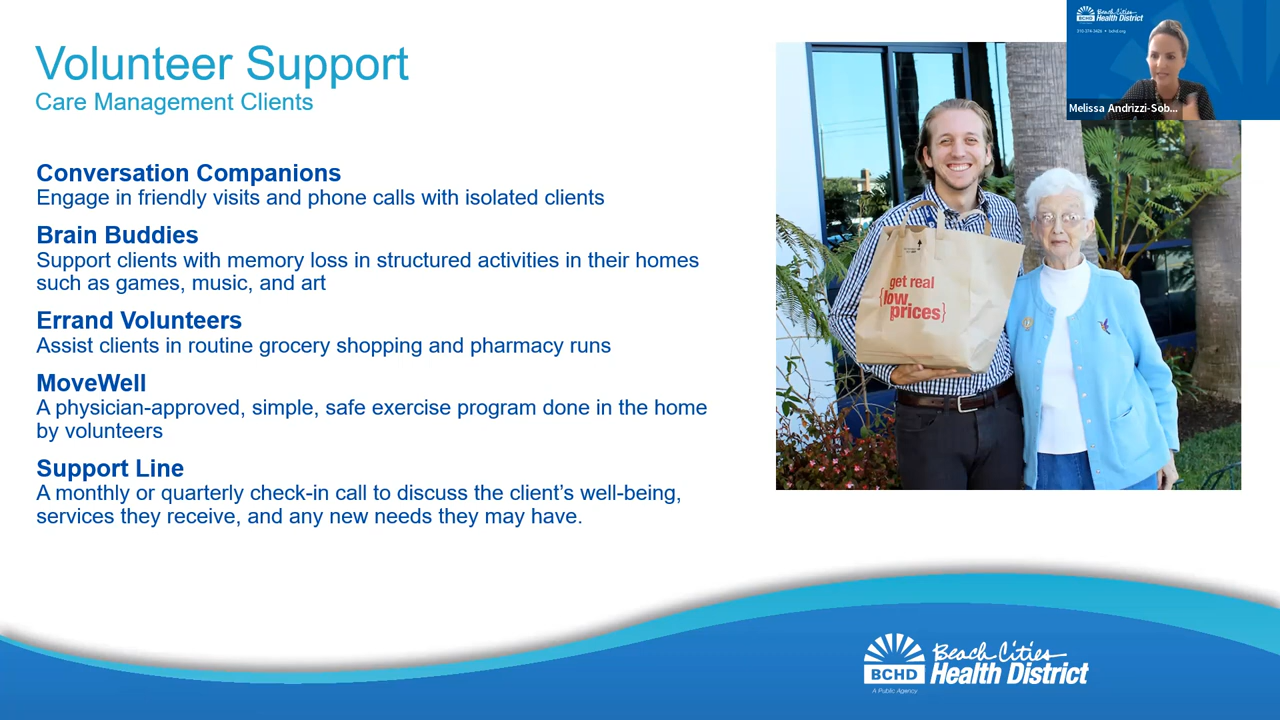 Volunteer Support
Care Management Clients
Conversation Companions
Engage in friendly visits and phone calls with isolated clients
Brain Buddies
Support clients with memory loss in structured activities in their homes
such as games, music, and art
Errand Volunteers
Assist clients in routine grocery shopping and pharmacy runs
MoveWell
A physician-approved, simple, safe exercise program done in the home
by volunteers
Support Line
A monthly or quarterly check-in call to discuss the client’s well-being,
services they receive, and any new needs they may have.
Beach Cities
Health District
310-374-3426 • bchd.org
Melissa Andrizzi-Sob...
get real
{low
prices}
BCHD
Beach Cities
Health District
A Public Agency